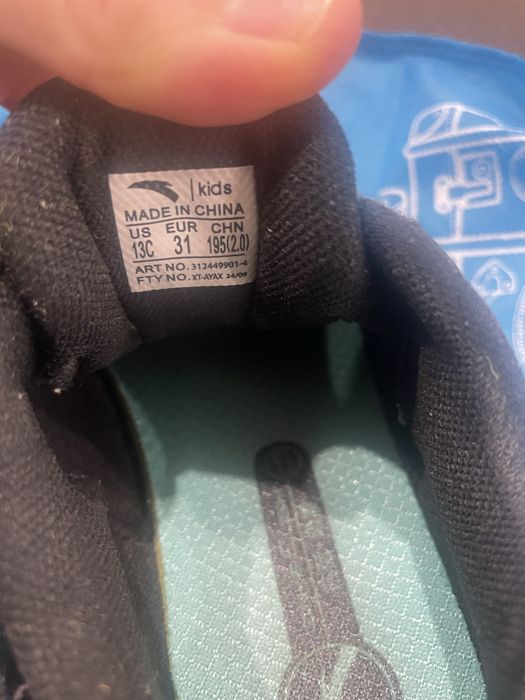 kids
MADE IN CHINA
US EUR CHN
13C 31 195(2.0)
ART NO. 312449901-4
FTY NO. XT-AYAX 24/09